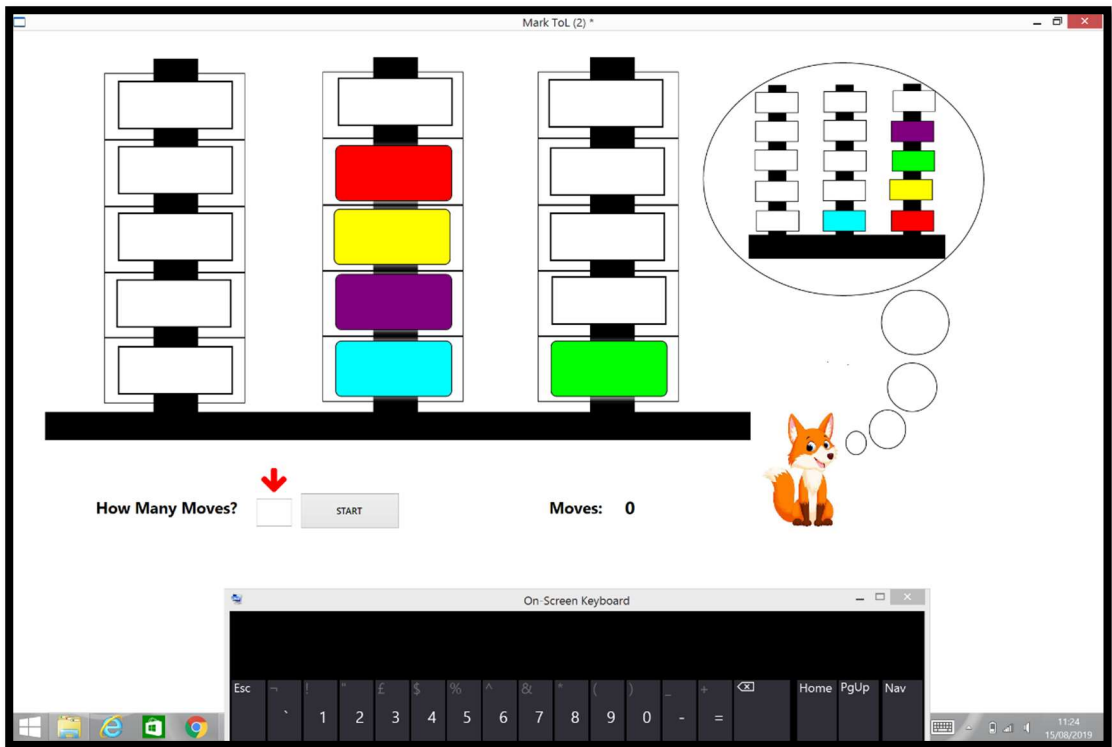 Mark ToL (2) *
How Many Moves?
START
Moves: 0
On-Screen Keyboard
Esc ¬ ! " £ $ % ^ & * ( ) _ + Home PgUp Nav
` 1 2 3 4 5 6 7 8 9 0 - =
11:24
15/08/2019